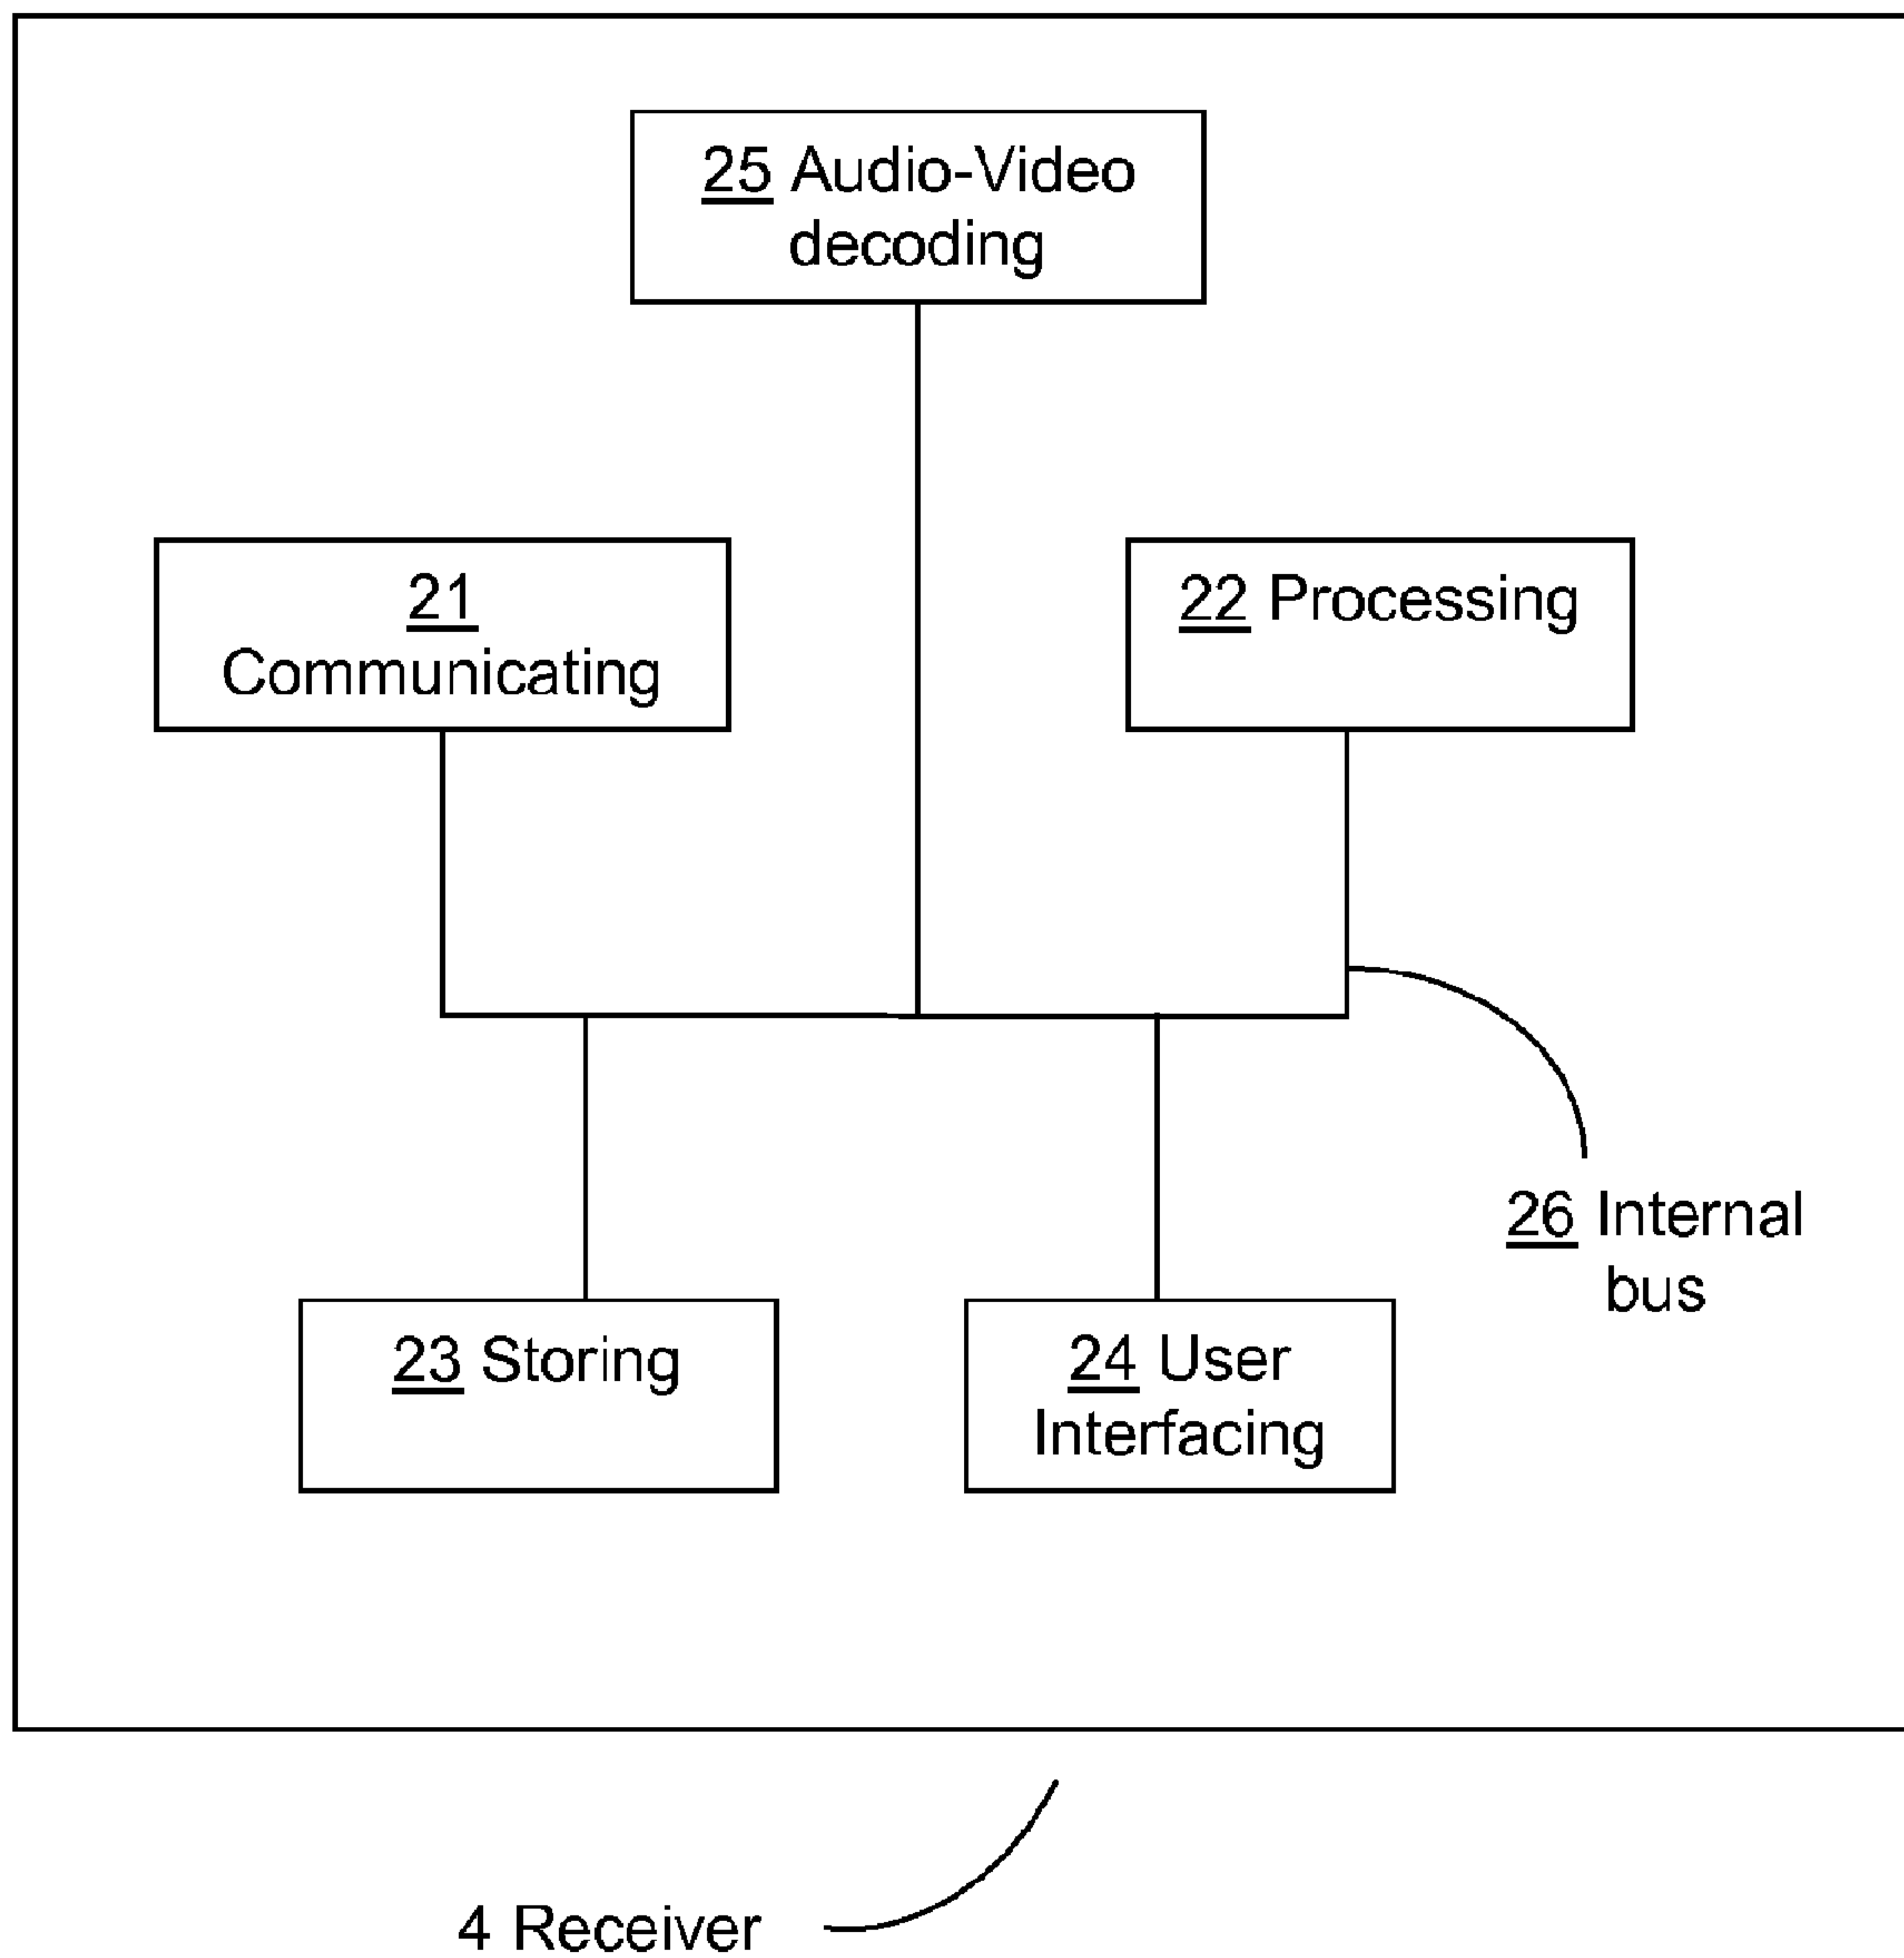 25 Audio-Video
decoding
21
Communicating
22 Processing
26 Internal
bus
23 Storing
24 User
Interfacing
4 Receiver